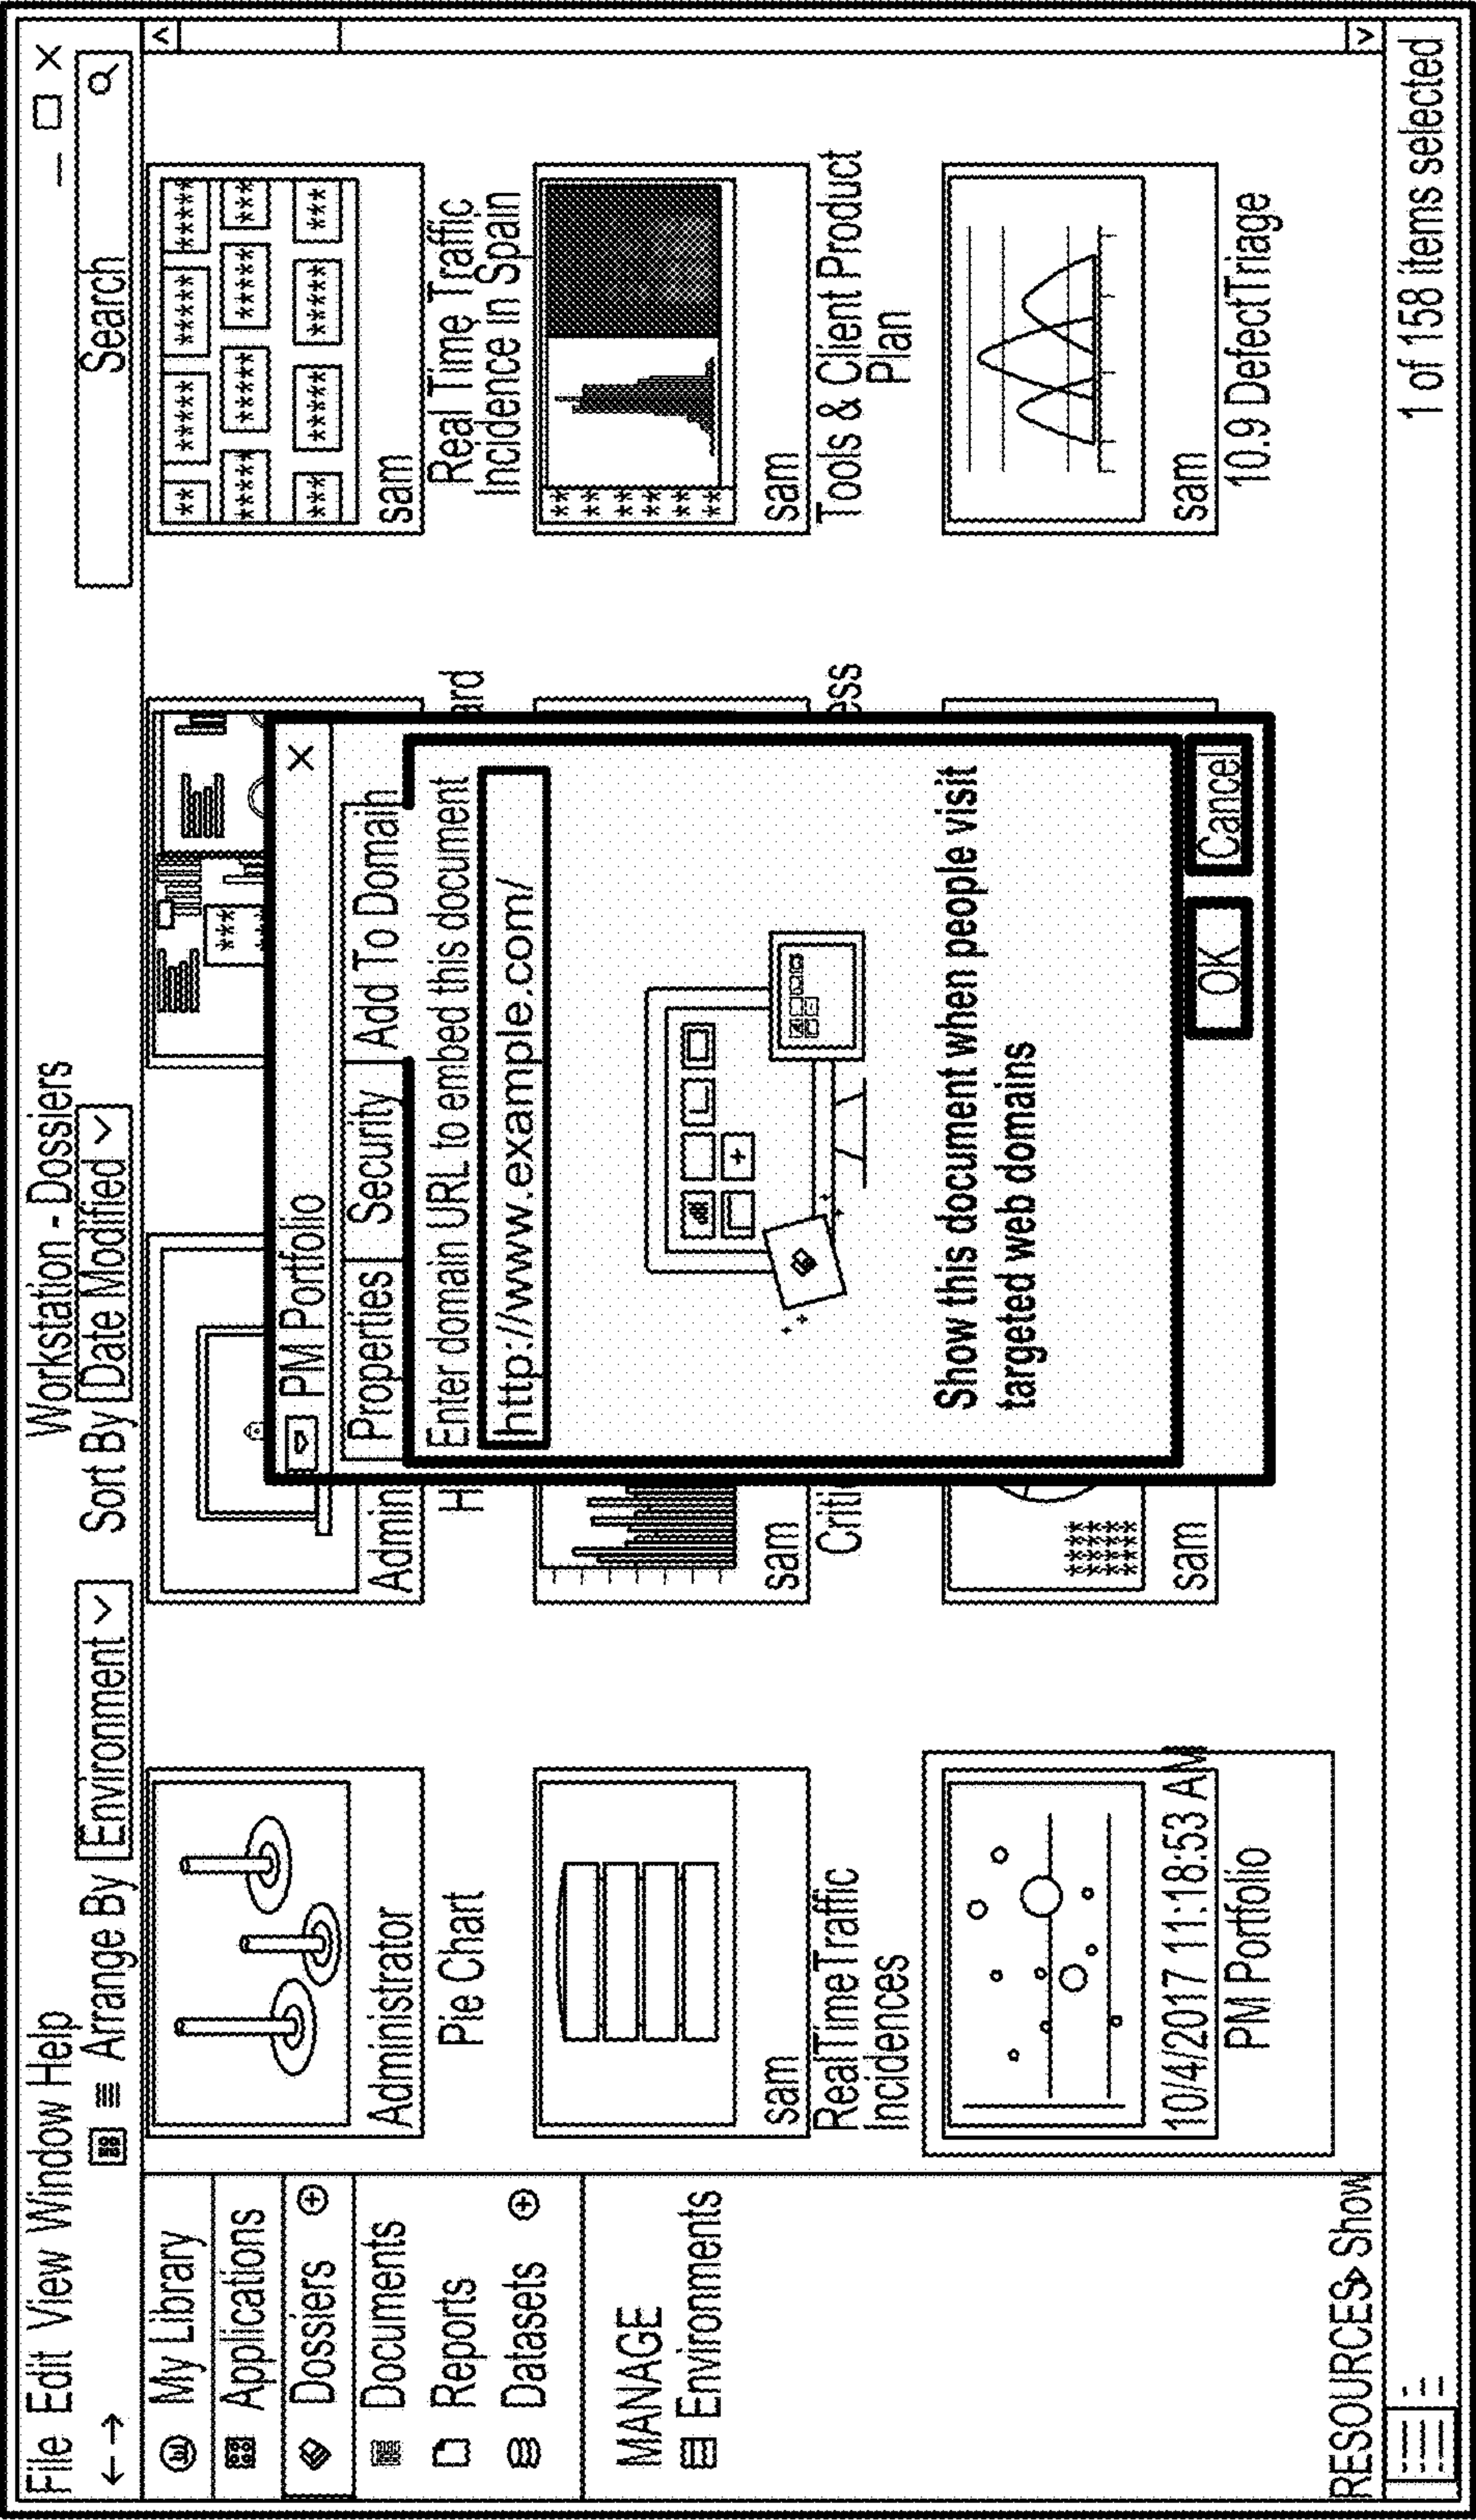 Workstation - Dossiers
File Edit View Window Help
Arrange By Environment
Sort By Date Modified
Search
My Library
Applications
Dossiers
Documents
Reports
Datasets
MANAGE
Environments
RESOURCES
Show
Administrator
Pie Chart
sam
RealTimeTraffic
Incidences
10/4/2017 11:18:53 AM
PM Portfolio
Admin
H
ard
sam
Criti
ess
**** **** **** ****
sam
PM Portfolio
Properties
Security
Add To Domain
Enter domain URL to embed this document
http://www.example.com/
Show this document when people visit
targeted web domains
OK
Cancel
sam
Real Time Traffic
Incidence in Spain
sam
Tools & Client Product
Plan
sam
10.9 DefectTriage
1 of 158 items selected